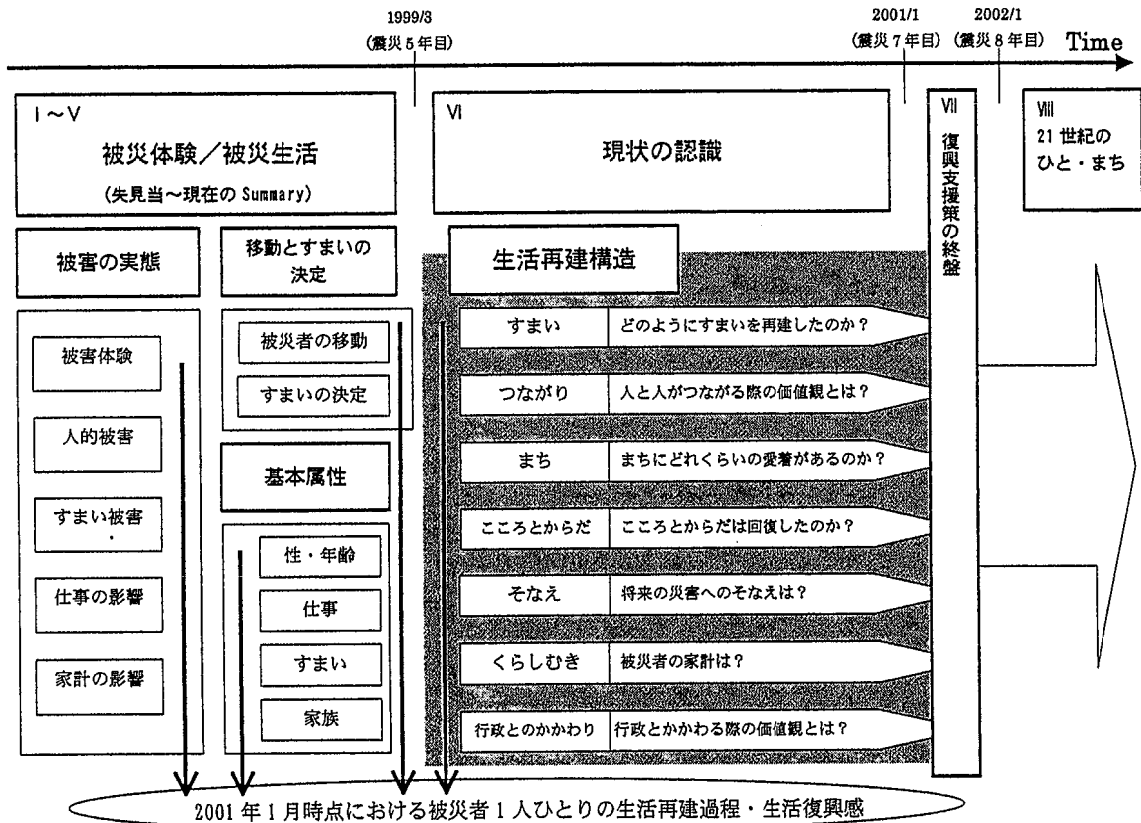 1999/3
(震災5年目)
2001/1
(震災7年目)
2002/1
(震災8年目)
Time
Ⅰ～Ⅴ
被災体験／被災生活
(失見当～現在のSummary)
Ⅵ
現状の認識
Ⅶ
復興支援策の終盤
Ⅷ
21世紀の
ひと・まち
被害の実態
被害体験
人的被害
すまい被害
仕事の影響
家計の影響
移動とすまいの
決定
被災者の移動
すまいの決定
基本属性
性・年齢
仕事
すまい
家族
生活再建構造
すまい
どのようにすまいを再建したのか？
つながり
人と人がつながる際の価値観とは？
まち
まちにどれくらいの愛着があるのか？
こころとからだ
こころとからだは回復したのか？
そなえ
将来の災害へのそなえは？
くらしむき
被災者の家計は？
行政とのかかわり
行政とかかわる際の価値観とは？
2001年1月時点における被災者1人ひとりの生活再建過程・生活復興感